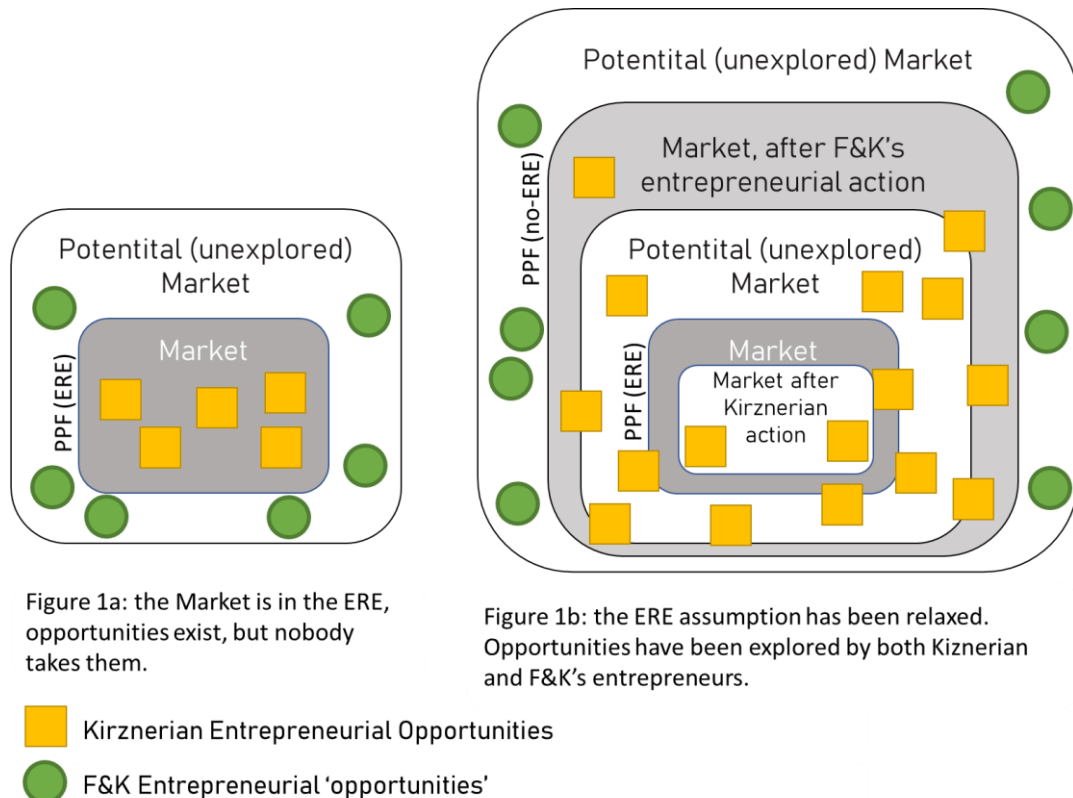 Potentital (unexplored)
Market
PPF (ERE)
Market
Figure 1a: the Market is in the ERE,
opportunities exist, but nobody
takes them.
Potentital (unexplored) Market
PPF (no-ERE)
Market, after F&K's
entrepreneurial action
Potentital (unexplored)
Market
PPF (ERE)
Market
Market after
Kirznerian
action
Figure 1b: the ERE assumption has been relaxed.
Opportunities have been explored by both Kiznerian
and F&K's entrepreneurs.
Kirznerian Entrepreneurial Opportunities
F&K Entrepreneurial 'opportunities'